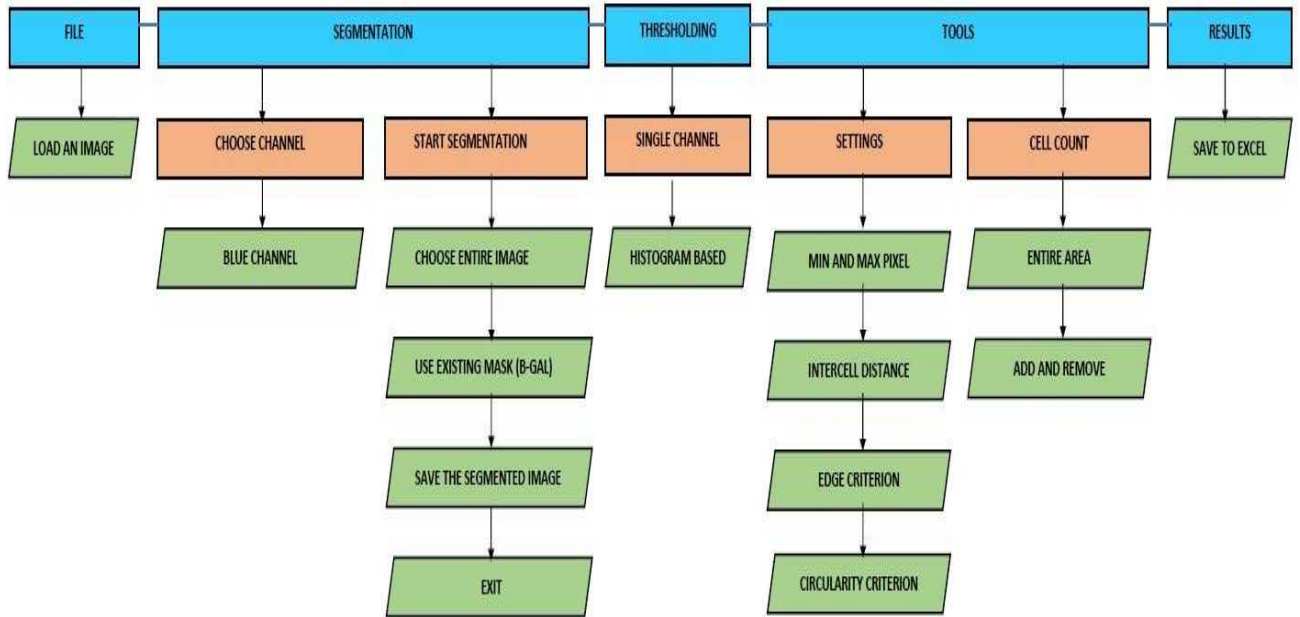 FILE
SEGMENTATION
THRESHOLDING
TOOLS
RESULTS
LOAD AN IMAGE
CHOOSE CHANNEL
START SEGMENTATION
SINGLE CHANNEL
SETTINGS
CELL COUNT
SAVE TO EXCEL
BLUE CHANNEL
CHOOSE ENTIRE IMAGE
HISTOGRAM BASED
MIN AND MAX PIXEL
ENTIRE AREA
USE EXISTING MASK (B-GAL)
INTERCELL DISTANCE
ADD AND REMOVE
SAVE THE SEGMENTED IMAGE
EDGE CRITERION
EXIT
CIRCULARITY CRITERION